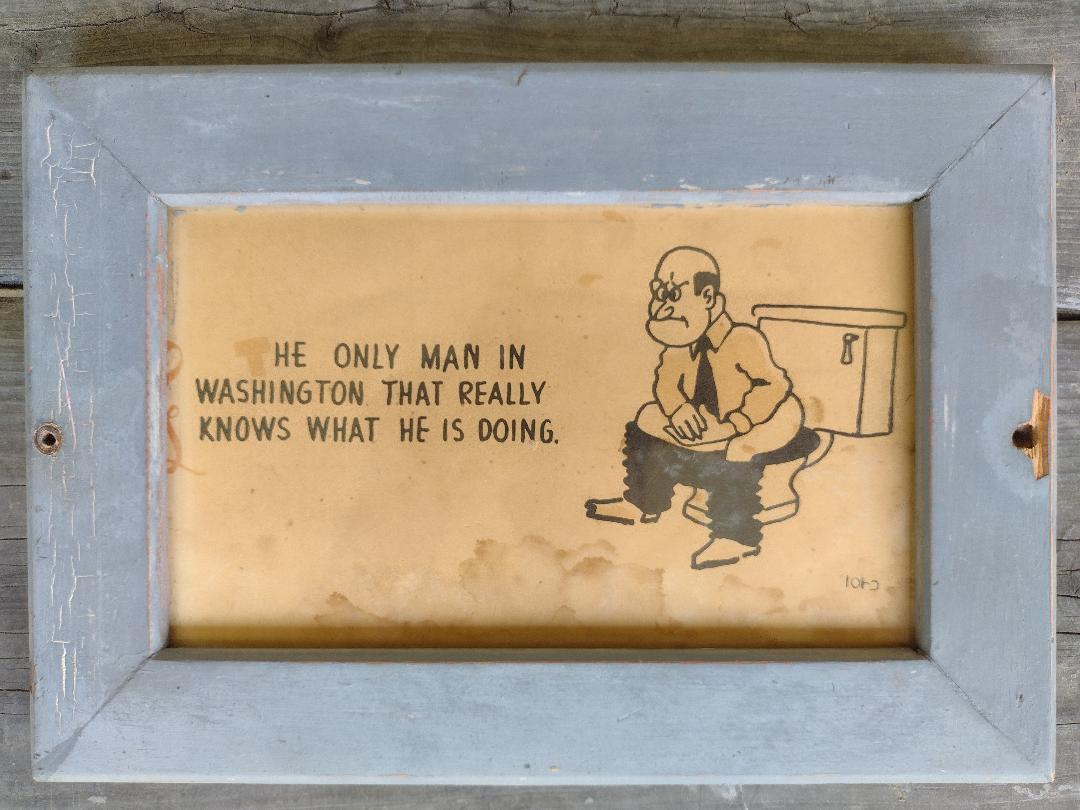 THE ONLY MAN IN
WASHINGTON THAT REALLY
KNOWS WHAT HE IS DOING.